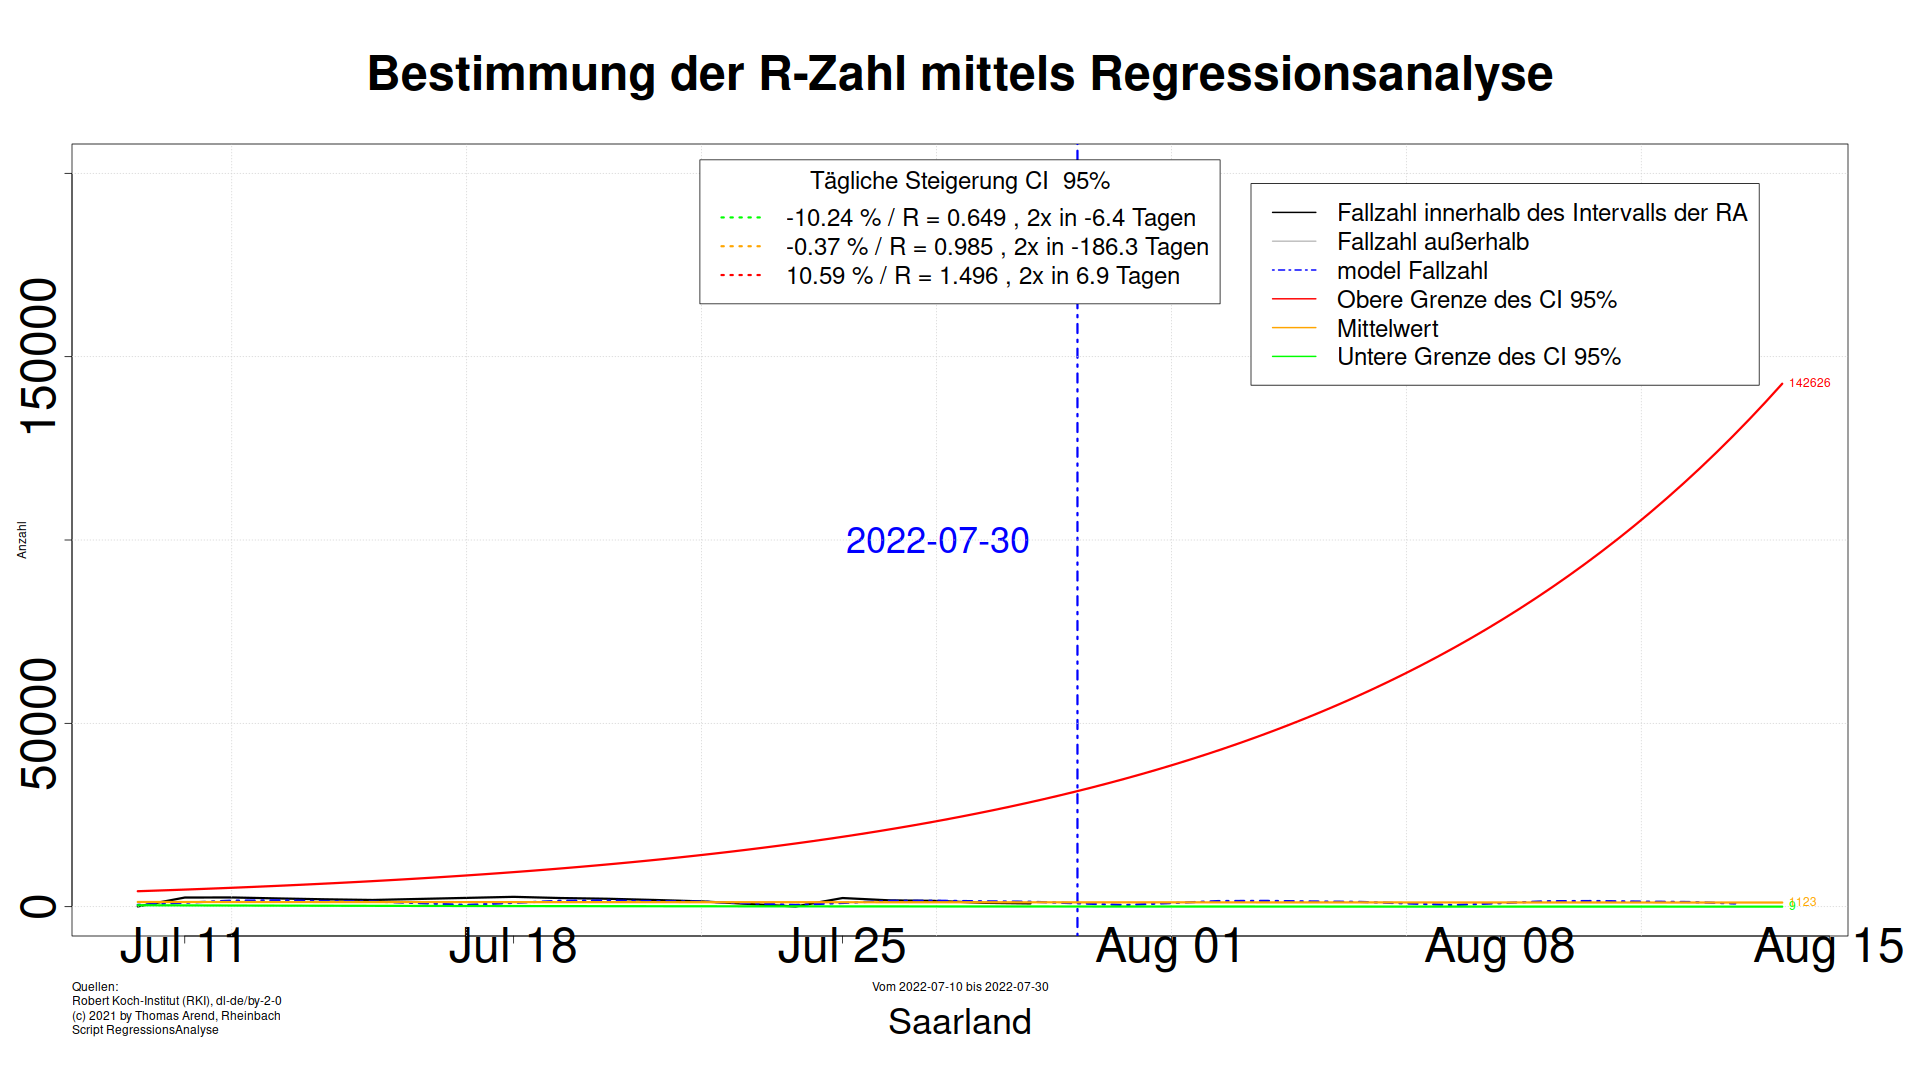 Bestimmung der R-Zahl mittels Regressionsanalyse
Tägliche Steigerung CI 95%
-10.24 % / R = 0.649 , 2x in -6.4 Tagen
-0.37 % / R = 0.985 , 2x in -186.3 Tagen
10.59 % / R = 1.496 , 2x in 6.9 Tagen
Fallzahl innerhalb des Intervalls der RA
Fallzahl außerhalb
model Fallzahl
Obere Grenze des CI 95%
Mittelwert
Untere Grenze des CI 95%
150000
50000
0
Anzahl
2022-07-30
142626
1123
9
Jul 11
Jul 18
Jul 25
Aug 01
Aug 08
Aug 15
Quellen:
Robert Koch-Institut (RKI), dl-de/by-2-0
(c) 2021 by Thomas Arend, Rheinbach
Script RegressionsAnalyse
Vom 2022-07-10 bis 2022-07-30
Saarland